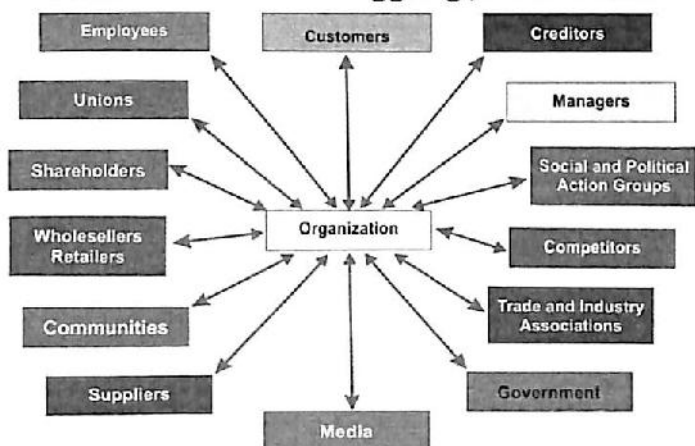 Employees
Customers
Creditors
Unions
Managers
Shareholders
Social and Political
Action Groups
Organization
Wholesellers
Retailers
Competitors
Communities
Trade and Industry
Associations
Suppliers
Government
Media